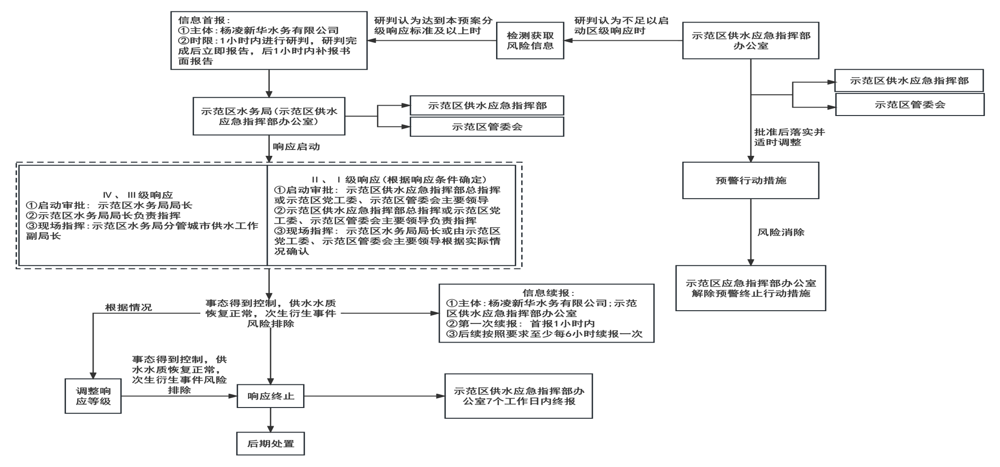 信息首报:
①主体:杨凌新华水务有限公司
②时限:1小时内进行研判，研判完
成后立即报告，后1小时内补报书
面报告
研判认为达到本预案分
级响应标准及以上时
检测获取
风险信息
研判认为不足以启
动区级响应时
示范区供水应急指挥部
办公室
示范区供水应急指挥部
示范区管委会
示范区水务局(示范区供水
应急指挥部办公室)
示范区供水应急指挥部
示范区管委会
响应启动
批准后落实并
适时调整
预警行动措施
Ⅳ、Ⅲ级响应
①启动审批: 示范区水务局局长
②示范区水务局局长负责指挥
③现场指挥:示范区水务局分管城市供水工作
副局长
Ⅱ、Ⅰ级响应(根据响应条件确定)
①启动审批: 示范区供水应急指挥部总指挥
或示范区党工委、示范区管委会主要领导
②示范区供水应急指挥部总指挥或示范区党
工委、示范区管委会主要领导负责指挥
③现场指挥: 示范区水务局局长或由示范区
党工委、示范区管委会主要领导根据实际情
况确认
风险消除
示范区应急指挥部办公室
解除预警终止行动措施
根据情况
事态得到控制，供水水质
恢复正常，次生衍生事件
风险排除
信息续报:
①主体:杨凌新华水务有限公司;示范
区供水应急指挥部办公室
②第一次续报: 首报1小时内
③后续按照要求至少每6小时续报一次
调整响
应等级
事态得到控制，供
水水质恢复正常，
次生衍生事件风险
排除
响应终止
示范区供水应急指挥部办
公室7个工作日内终报
后期处置